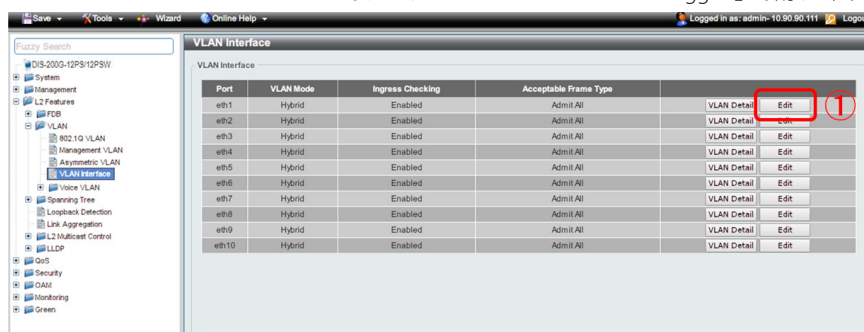 Save Tools Wizard Online Help Logged in as: admin- 10.90.90.111 Logou
Fuzzy Search
DIS-200G-12PS/12PSW
System
Management
L2 Features
FDB
VLAN
802.1Q VLAN
Management VLAN
Asymmetric VLAN
VLAN Interface
Voice VLAN
Spanning Tree
Loopback Detection
Link Aggregation
L2 Multicast Control
LLDP
QoS
Security
OAM
Monitoring
Green
VLAN Interface
VLAN Interface
Port VLAN Mode Ingress Checking Acceptable Frame Type
eth1 Hybrid Enabled Admit All VLAN Detail Edit ①
eth2 Hybrid Enabled Admit All VLAN Detail Edit
eth3 Hybrid Enabled Admit All VLAN Detail Edit
eth4 Hybrid Enabled Admit All VLAN Detail Edit
eth5 Hybrid Enabled Admit All VLAN Detail Edit
eth6 Hybrid Enabled Admit All VLAN Detail Edit
eth7 Hybrid Enabled Admit All VLAN Detail Edit
eth8 Hybrid Enabled Admit All VLAN Detail Edit
eth9 Hybrid Enabled Admit All VLAN Detail Edit
eth10 Hybrid Enabled Admit All VLAN Detail Edit